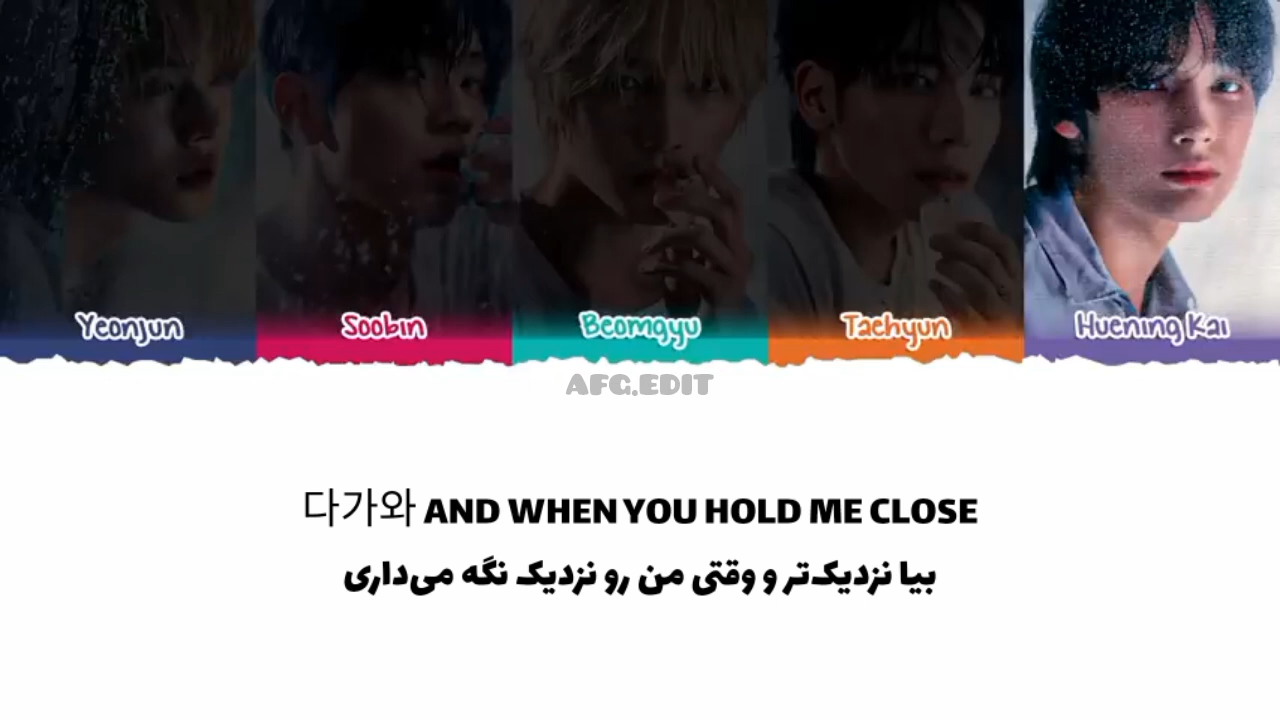 Yeonjun Soobin Beomgyu Taehyun Huening Kai
AFG.EDIT
다가와 AND WHEN YOU HOLD ME CLOSE
بیا نزدیک‌تر و وقتی من رو نزدیک نگه می‌داری